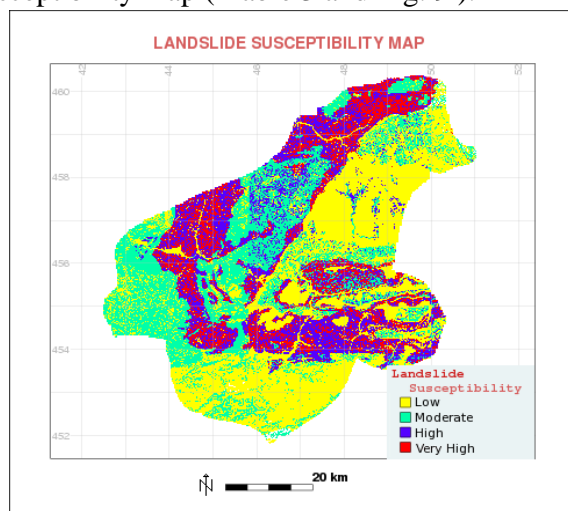 LANDSLIDE SUSCEPTIBILITY MAP
42 44 46 48 50 52
460
458
456
454
452
Landslide
Susceptibility
Low
Moderate
High
Very High
N
20 km